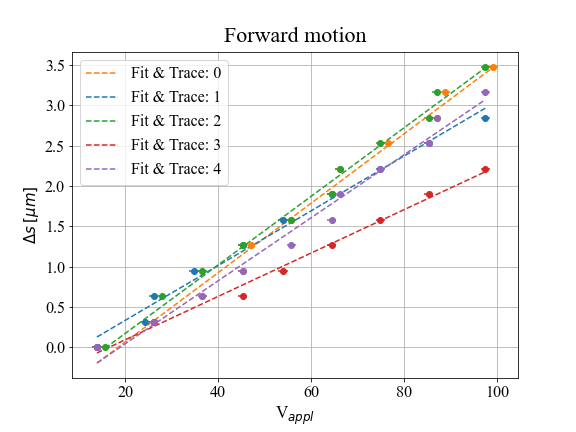 Forward motion
Fit & Trace: 0
Fit & Trace: 1
Fit & Trace: 2
Fit & Trace: 3
Fit & Trace: 4
3.5
3.0
2.5
2.0
1.5
1.0
0.5
0.0
Δs [μm]
20 40 60 80 100
V_appl